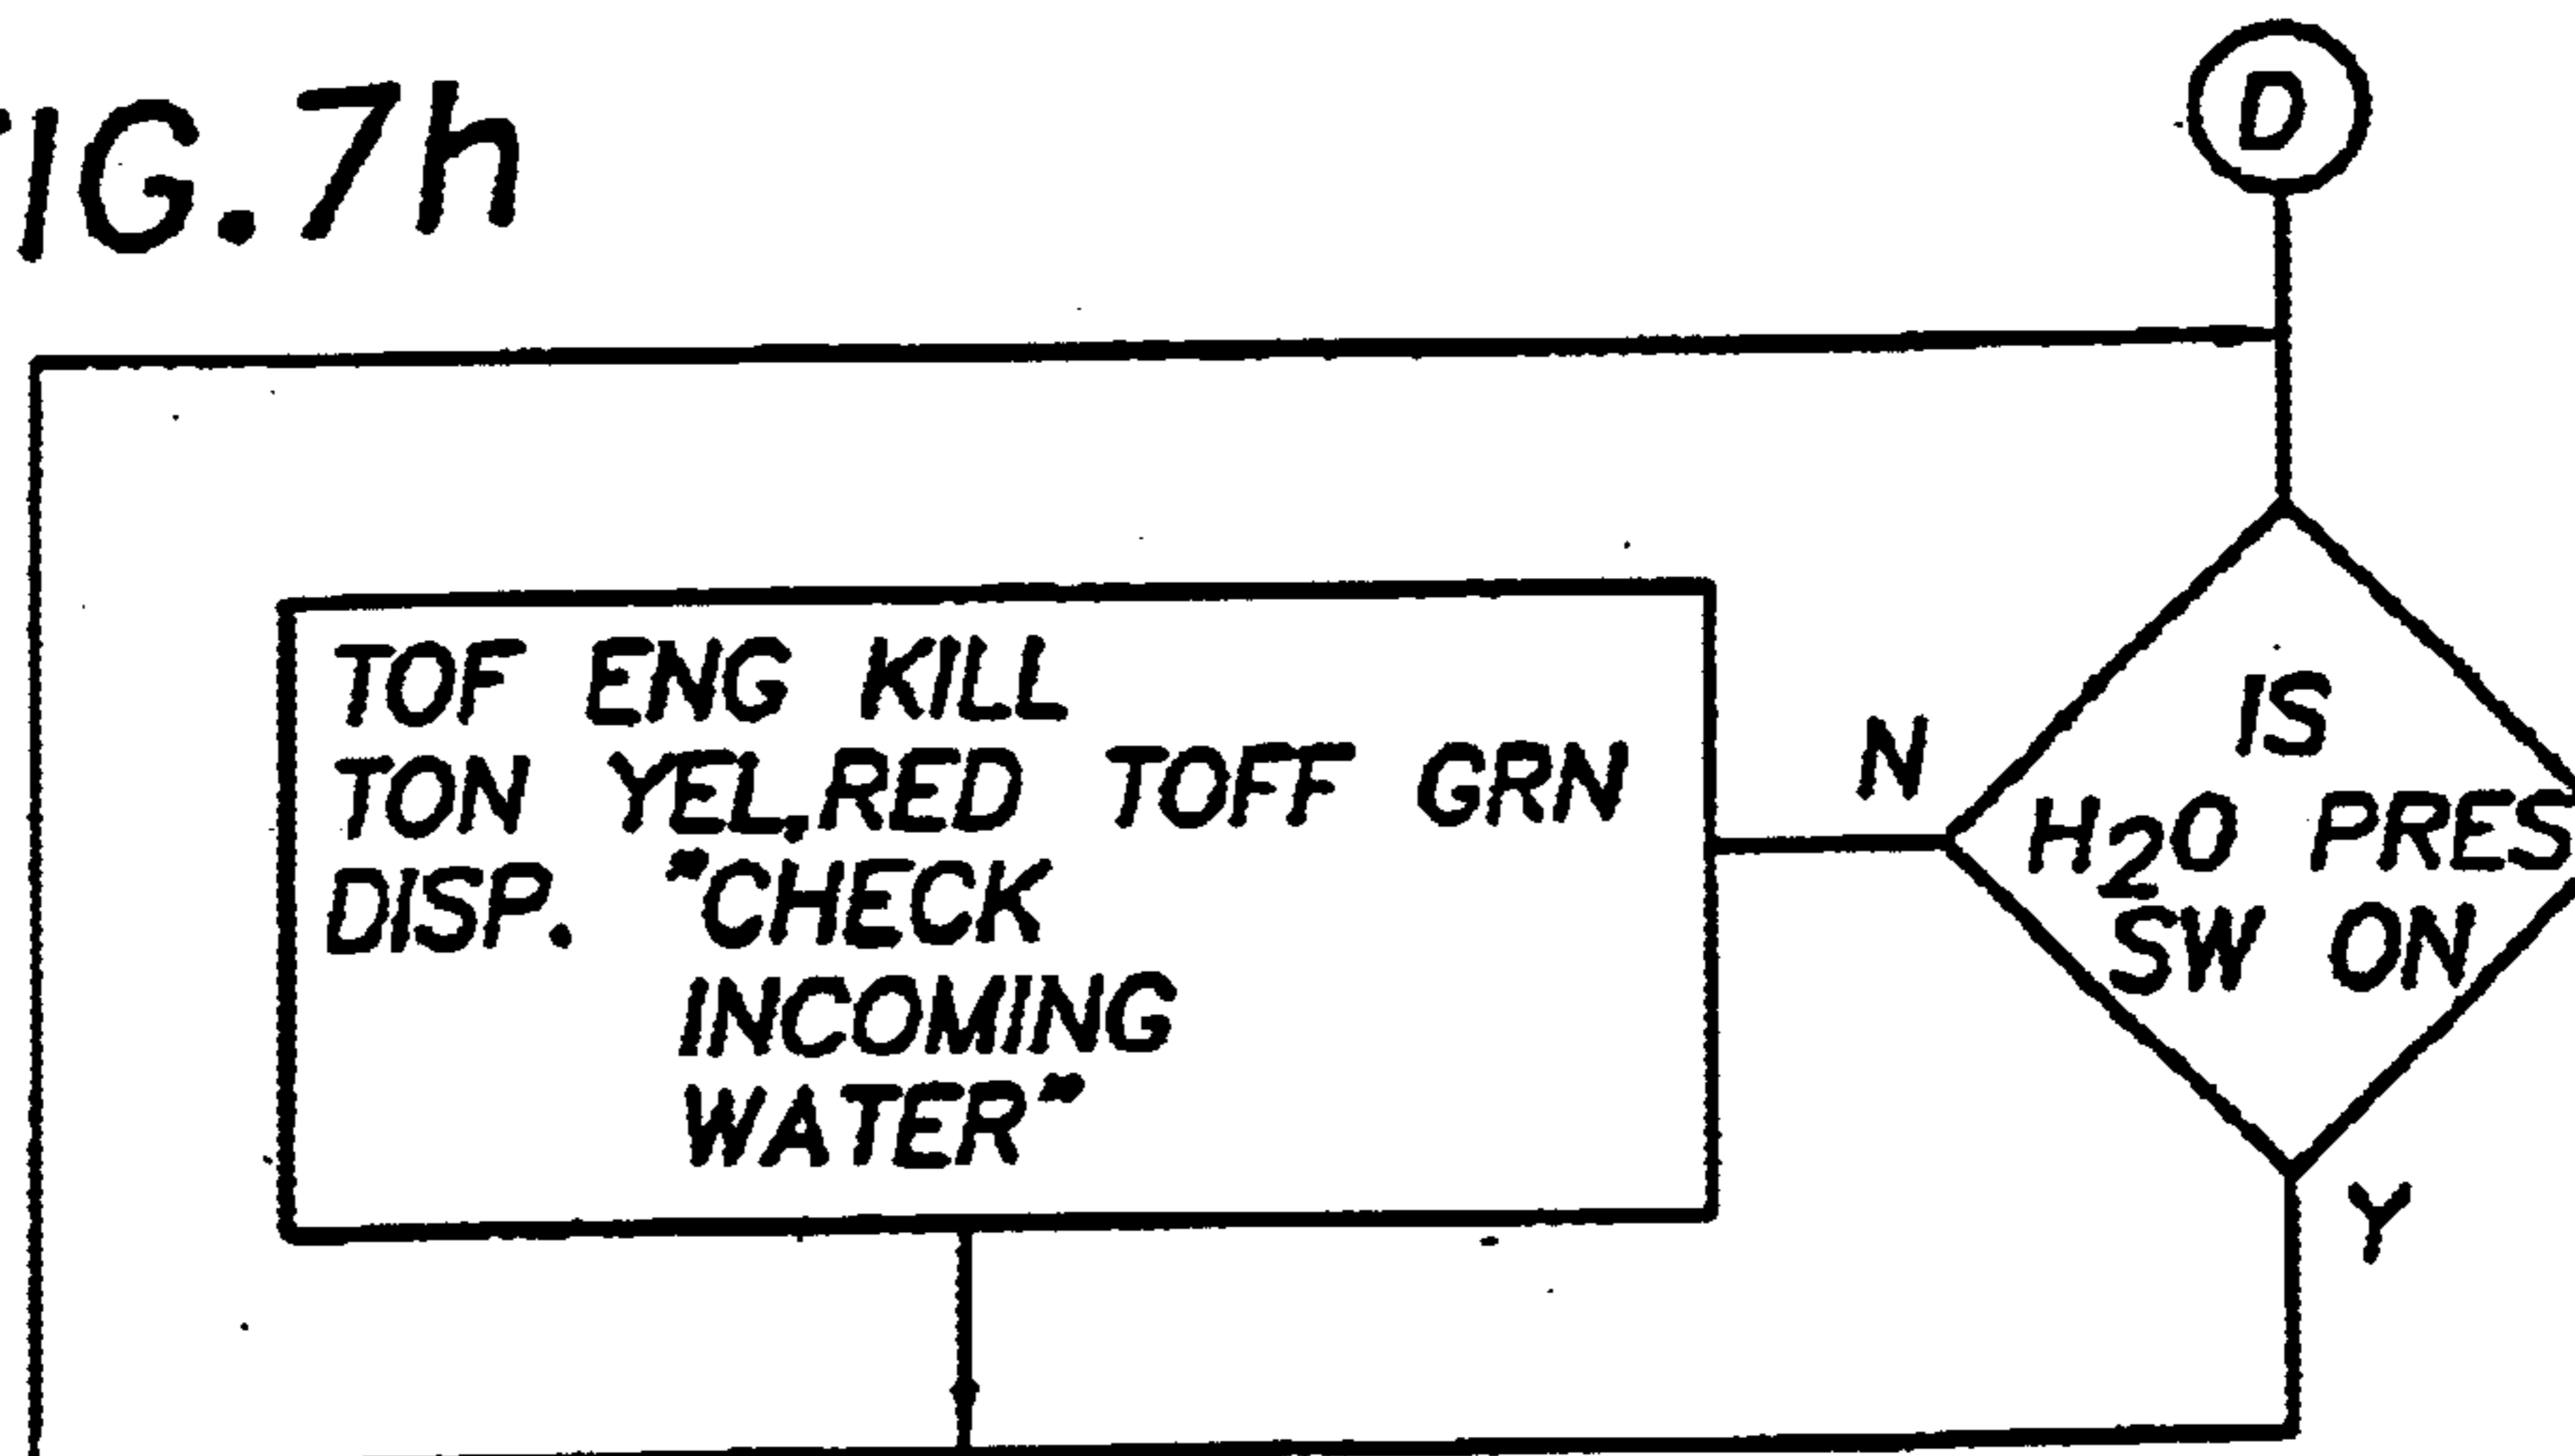 FIG. 7h
D
TOF ENG KILL
TON YEL, RED TOFF GRN
DISP. "CHECK
INCOMING
WATER"
N
IS
H2O PRES
SW ON
Y